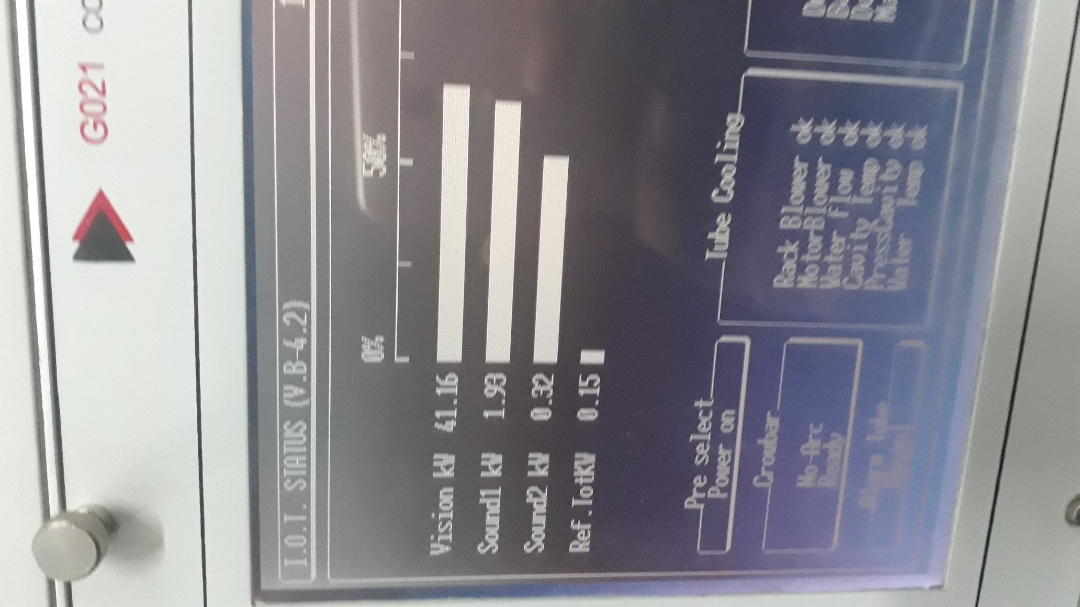 G021
I.O.T. STATUS (V.B-4.2)
0% 50%
Vision kW 41.16
Sound1 kW 1.93
Sound2 kW 0.32
Ref.TotKW 0.15
Pre select
Power on
Tube Cooling
Crowbar
No-Arc
Ready
Rack Blower ok
MotorBlower ok
Water Flow ok
Cavity Temp ok
PressCavity ok
Water Temp ok